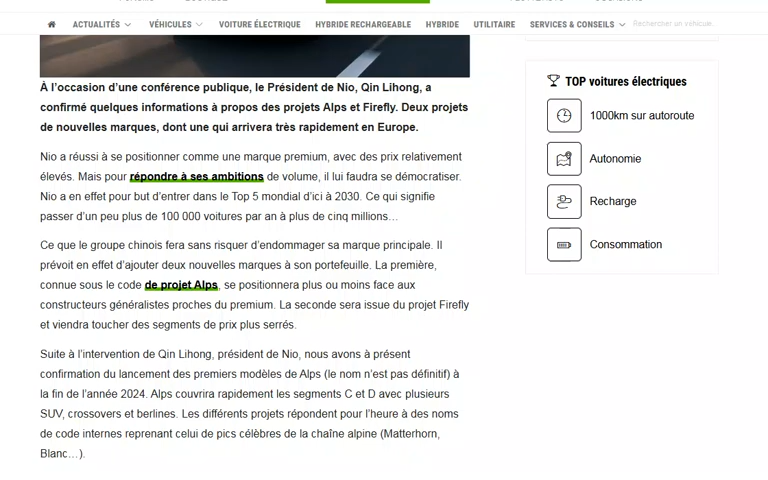 ACTUALITÉS VÉHICULES VOITURE ÉLECTRIQUE HYBRIDE RECHARGEABLE HYBRIDE UTILITAIRE SERVICES & CONSEILS Rechercher un véhicule...
À l’occasion d’une conférence publique, le Président de Nio, Qin Lihong, a
confirmé quelques informations à propos des projets Alps et Firefly. Deux projets
de nouvelles marques, dont une qui arrivera très rapidement en Europe.
Nio a réussi à se positionner comme une marque premium, avec des prix relativement
élevés. Mais pour répondre à ses ambitions de volume, il lui faudra se démocratiser.
Nio a en effet pour but d’entrer dans le Top 5 mondial d’ici à 2030. Ce qui signifie
passer d’un peu plus de 100 000 voitures par an à plus de cinq millions…
Ce que le groupe chinois fera sans risquer d’endommager sa marque principale. Il
prévoit en effet d’ajouter deux nouvelles marques à son portefeuille. La première,
connue sous le code de projet Alps, se positionnera plus ou moins face aux
constructeurs généralistes proches du premium. La seconde sera issue du projet Firefly
et viendra toucher des segments de prix plus serrés.
Suite à l’intervention de Qin Lihong, président de Nio, nous avons à présent
confirmation du lancement des premiers modèles de Alps (le nom n’est pas définitif) à
la fin de l’année 2024. Alps couvrira rapidement les segments C et D avec plusieurs
SUV, crossovers et berlines. Les différents projets répondent pour l’heure à des noms
de code internes reprenant celui de pics célèbres de la chaîne alpine (Matterhorn,
Blanc…).
TOP voitures électriques
1000km sur autoroute
Autonomie
Recharge
Consommation